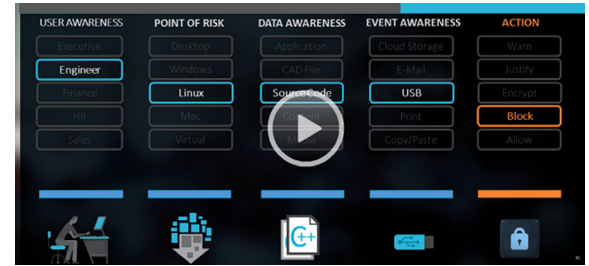 USER AWARENESS
Executive
Engineer
Finance
HR
Sales
POINT OF RISK
Desktop
Windows
Linux
Mac
Virtual
DATA AWARENESS
Application
CAD File
Source Code
Media
EVENT AWARENESS
Cloud Storage
E-Mail
USB
Print
Copy/Paste
ACTION
Warn
Justify
Encrypt
Block
Allow
C++